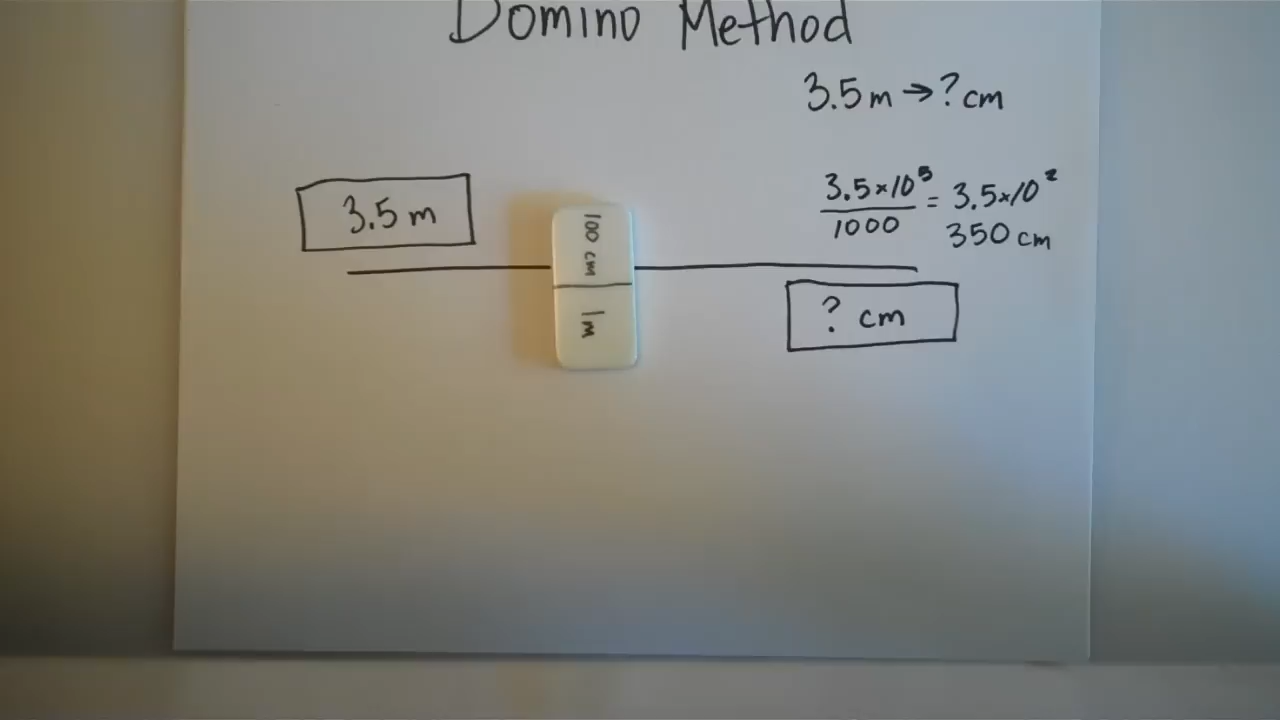 Domino Method
3.5 m → ? cm
3.5 m
100 cm
1 m
3.5 × 10⁵ / 1000 = 3.5 × 10²
350 cm
? cm